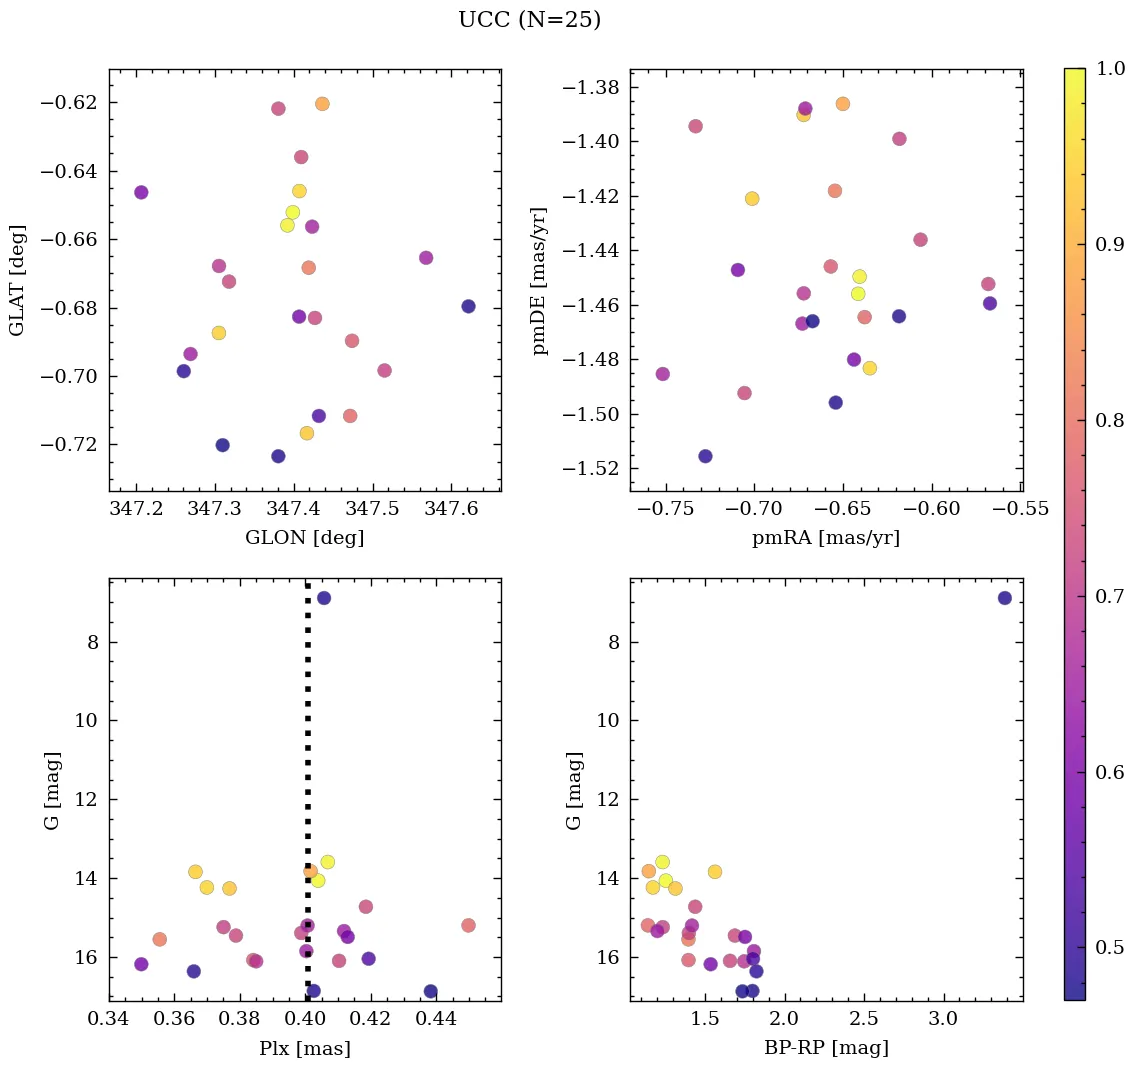 UCC (N=25)
−0.62
−0.64
−0.66
−0.68
−0.70
−0.72
GLAT [deg]
347.2 347.3 347.4 347.5 347.6
GLON [deg]
−1.38
−1.40
−1.42
−1.44
−1.46
−1.48
−1.50
−1.52
pmDE [mas/yr]
−0.75 −0.70 −0.65 −0.60 −0.55
pmRA [mas/yr]
8
10
12
14
16
G [mag]
0.34 0.36 0.38 0.40 0.42 0.44
Plx [mas]
8
10
12
14
16
G [mag]
1.5 2.0 2.5 3.0
BP-RP [mag]
1.0
0.9
0.8
0.7
0.6
0.5